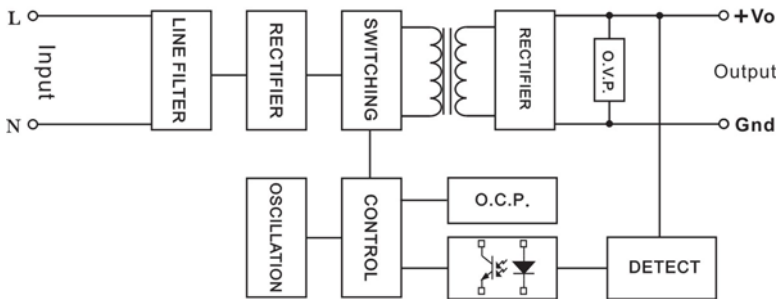 L
Input
N
LINE FILTER
RECTIFIER
SWITCHING
RECTIFIER
O.V.P.
+Vo
Output
Gnd
OSCILLATION
CONTROL
O.C.P.
DETECT